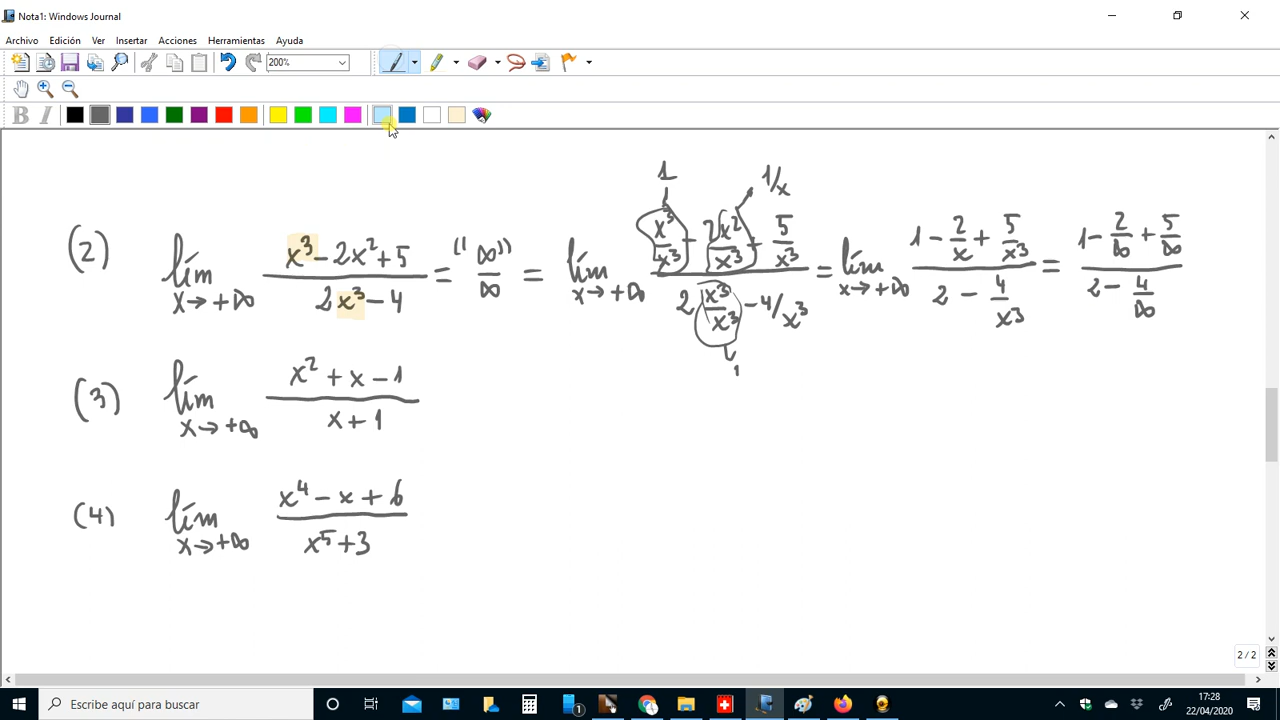 Nota1: Windows Journal
Archivo Edición Ver Insertar Acciones Herramientas Ayuda
200%
B I
(2) lím x→+∞ (x³-2x²+5)/(2x³-4) = "∞/∞" = lím x→+∞ (x³/x³ - 2x²/x³ + 5/x³)/(2x³/x³ - 4/x³) = lím x→+∞ (1 - 2/x + 5/x³)/(2 - 4/x³) = (1 - 2/∞ + 5/∞)/(2 - 4/∞)
1
1/x
1
(3) lím x→+∞ (x² + x - 1)/(x + 1)
(4) lím x→+∞ (x⁴ - x + 6)/(x⁵ + 3)
2 / 2
Escribe aquí para buscar
1
17:28
22/04/2020